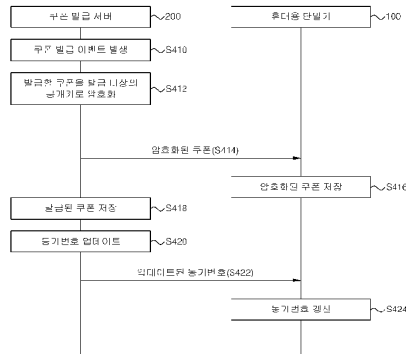 쿠폰 발급 서버 200
휴대용 단말기 100
쿠폰 발급 이벤트 발생 S410
발급할 쿠폰을 발급 대상의
공개키로 암호화 S412
암호화된 쿠폰(S414)
암호화된 쿠폰 저장 S416
발급된 쿠폰 저장 S418
동기번호 업데이트 S420
업데이트된 동기번호(S422)
동기번호 갱신 S424